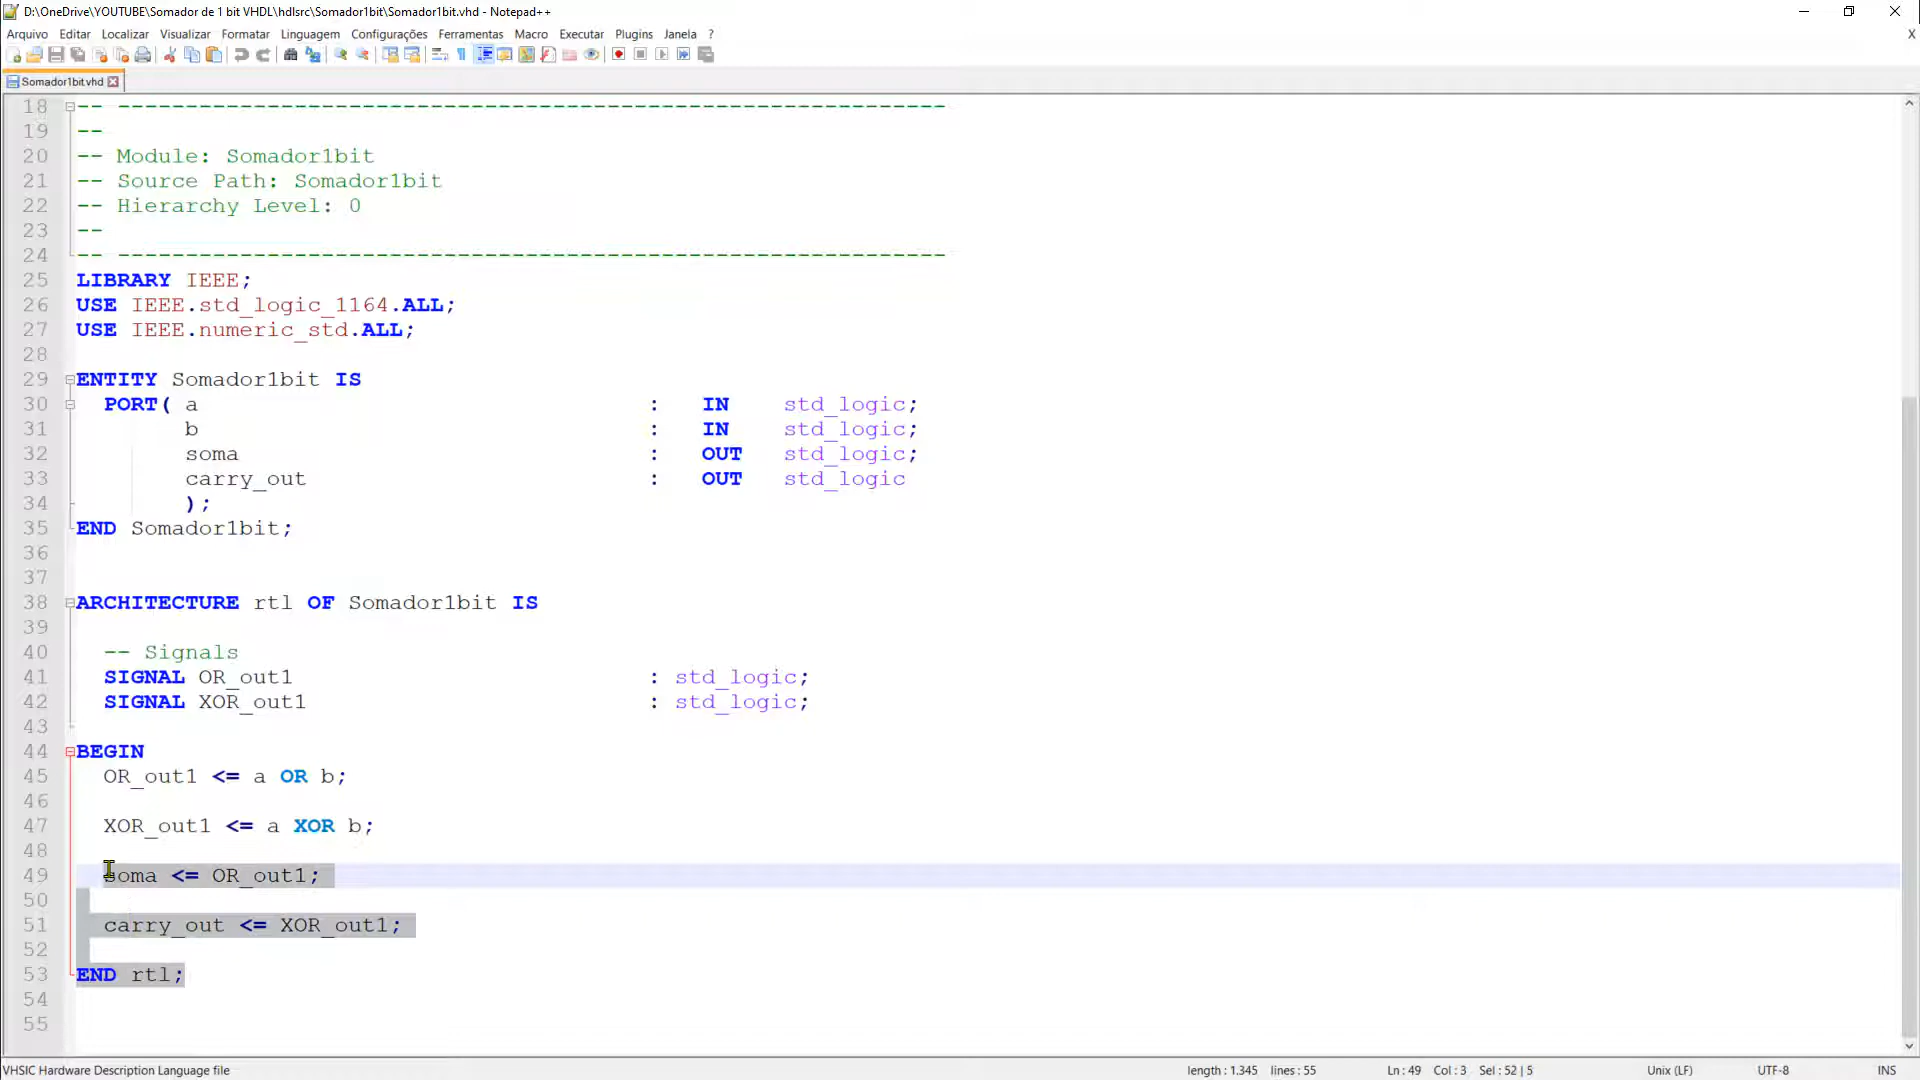 D:\OneDrive\YOUTUBE\Somador de 1 bit VHDL\hdlsrc\Somador1bit\Somador1bit.vhd - Notepad++
Arquivo Editar Localizar Visualizar Formatar Linguagem Configurações Ferramentas Macro Executar Plugins Janela ? X
Somador1bit.vhd
18 -- -------------------------------------------------------------
19 --
20 -- Module: Somador1bit
21 -- Source Path: Somador1bit
22 -- Hierarchy Level: 0
23 --
24 -- -------------------------------------------------------------
25 LIBRARY IEEE;
26 USE IEEE.std_logic_1164.ALL;
27 USE IEEE.numeric_std.ALL;
28
29 ENTITY Somador1bit IS
30 PORT( a : IN std_logic;
31 b : IN std_logic;
32 soma : OUT std_logic;
33 carry_out : OUT std_logic
34 );
35 END Somador1bit;
36
37
38 ARCHITECTURE rtl OF Somador1bit IS
39
40 -- Signals
41 SIGNAL OR_out1 : std_logic;
42 SIGNAL XOR_out1 : std_logic;
43
44 BEGIN
45 OR_out1 <= a OR b;
46
47 XOR_out1 <= a XOR b;
48
49 soma <= OR_out1;
50
51 carry_out <= XOR_out1;
52
53 END rtl;
54
55
VHSIC Hardware Description Language file length : 1.345 lines : 55 Ln : 49 Col : 3 Sel : 52 | 5 Unix (LF) UTF-8 INS